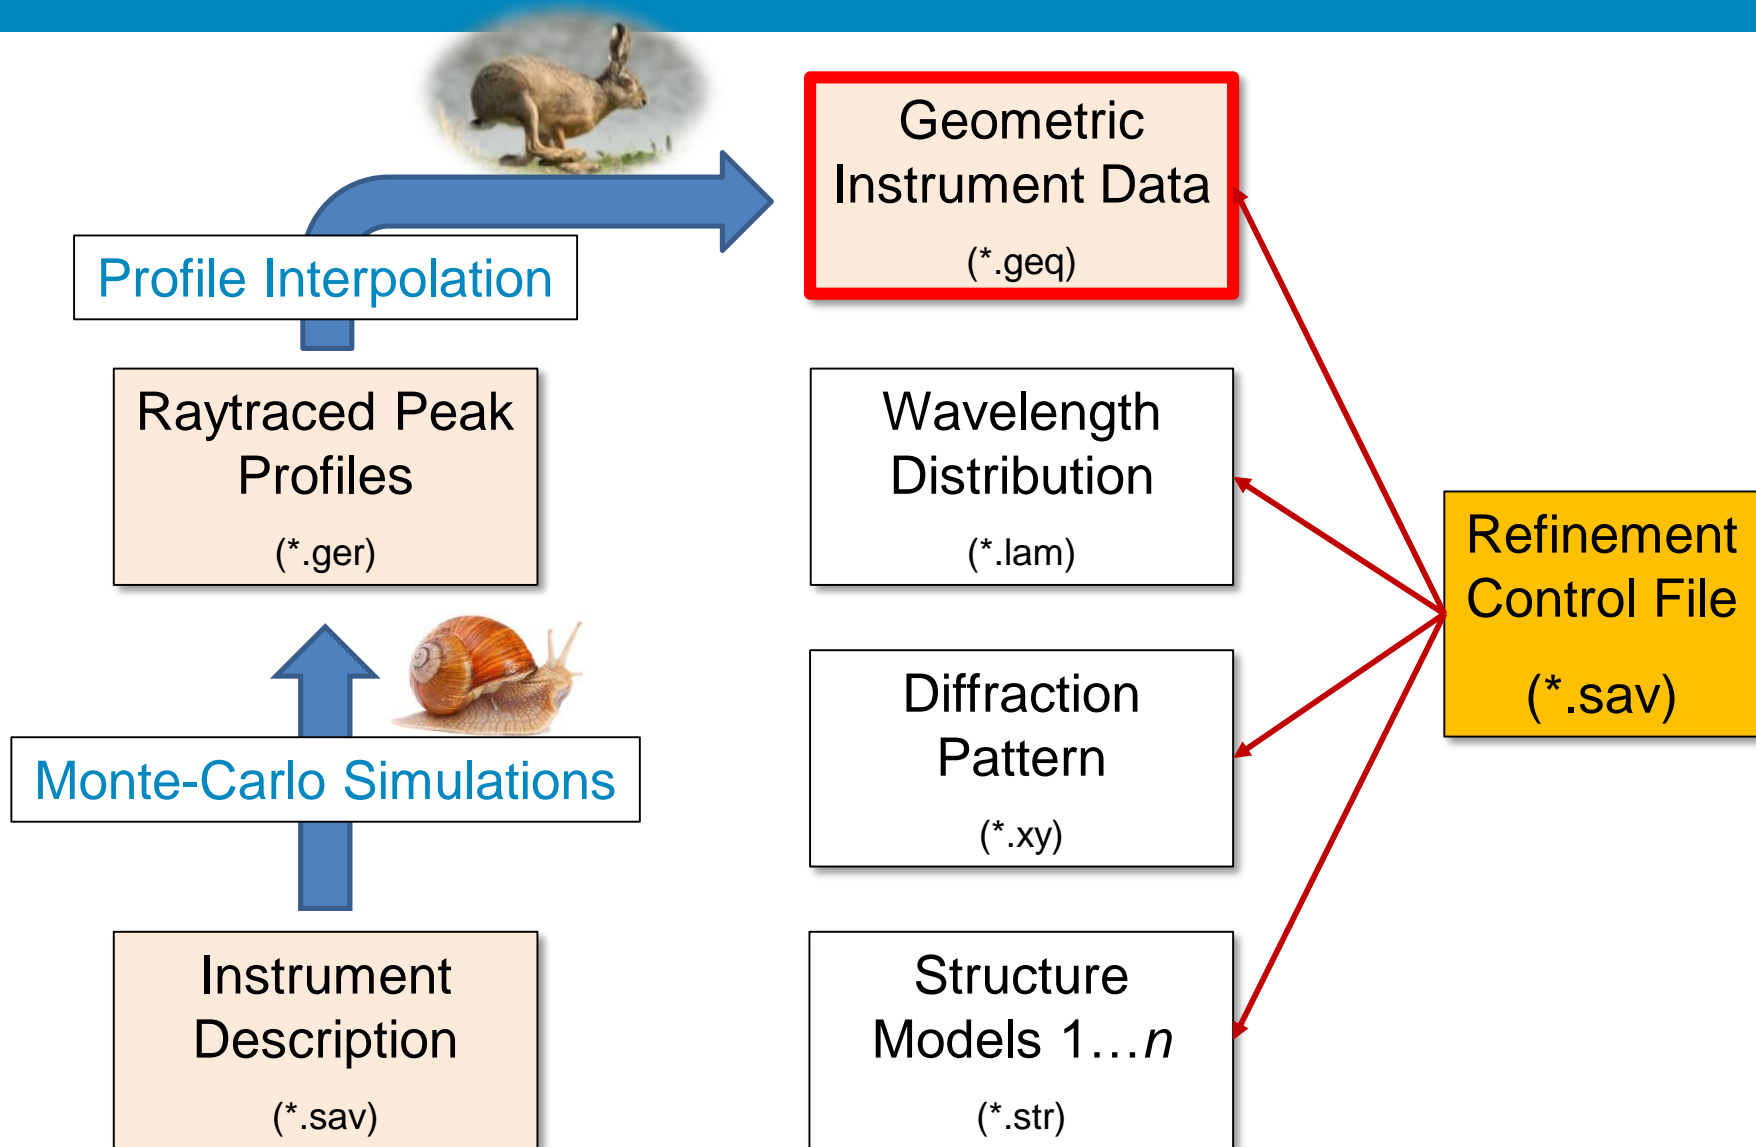 Geometric
Instrument Data
(*.geq)
Profile Interpolation
Raytraced Peak
Profiles
(*.ger)
Wavelength
Distribution
(*.lam)
Refinement
Control File
(*.sav)
Diffraction
Pattern
(*.xy)
Monte-Carlo Simulations
Instrument
Description
(*.sav)
Structure
Models 1…n
(*.str)